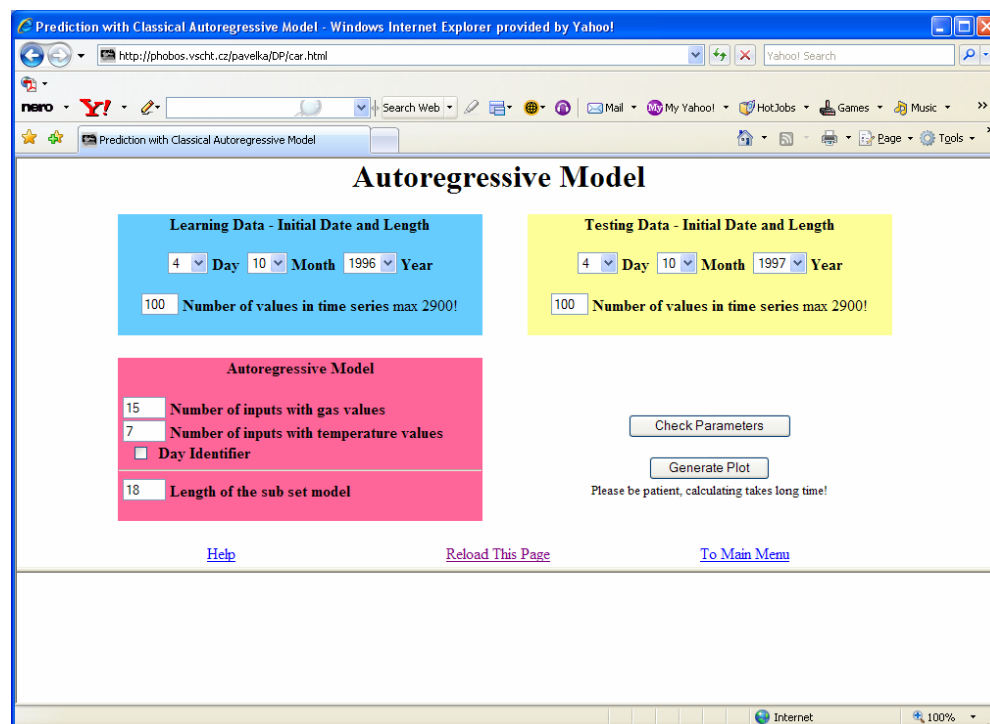 Prediction with Classical Autoregressive Model - Windows Internet Explorer provided by Yahoo!
http://phobos.vscht.cz/pavelka/DP/car.html
Yahoo! Search
nero
Y!
Search Web
Mail
My
My Yahoo!
HotJobs
Games
Music
»
Prediction with Classical Autoregressive Model
Page
Tools
»
Autoregressive Model
Learning Data - Initial Date and Length
4 Day 10 Month 1996 Year
100 Number of values in time series max 2900!
Testing Data - Initial Date and Length
4 Day 10 Month 1997 Year
100 Number of values in time series max 2900!
Autoregressive Model
15 Number of inputs with gas values
7 Number of inputs with temperature values
Day Identifier
18 Length of the sub set model
Check Parameters
Generate Plot
Please be patient, calculating takes long time!
Help
Reload This Page
To Main Menu
Internet
100%